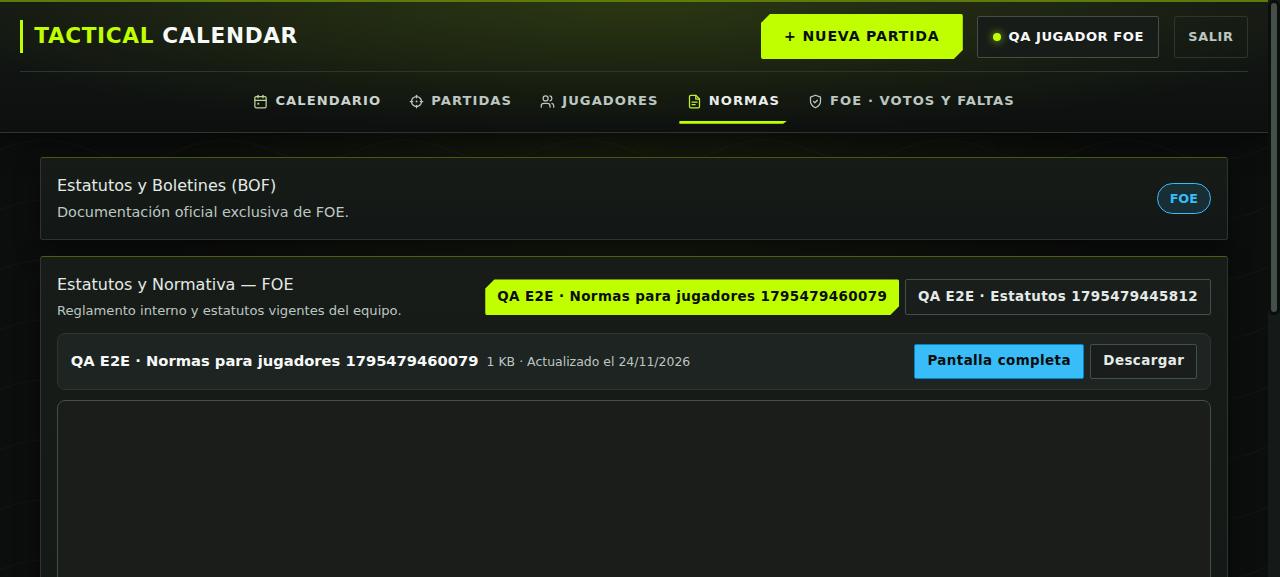 TACTICAL CALENDAR
+ NUEVA PARTIDA
QA JUGADOR FOE
SALIR
CALENDARIO
PARTIDAS
JUGADORES
NORMAS
FOE · VOTOS Y FALTAS
Estatutos y Boletines (BOF)
Documentación oficial exclusiva de FOE.
FOE
Estatutos y Normativa — FOE
Reglamento interno y estatutos vigentes del equipo.
QA E2E · Normas para jugadores 1795479460079
QA E2E · Estatutos 1795479445812
QA E2E · Normas para jugadores 1795479460079 1 KB · Actualizado el 24/11/2026
Pantalla completa
Descargar